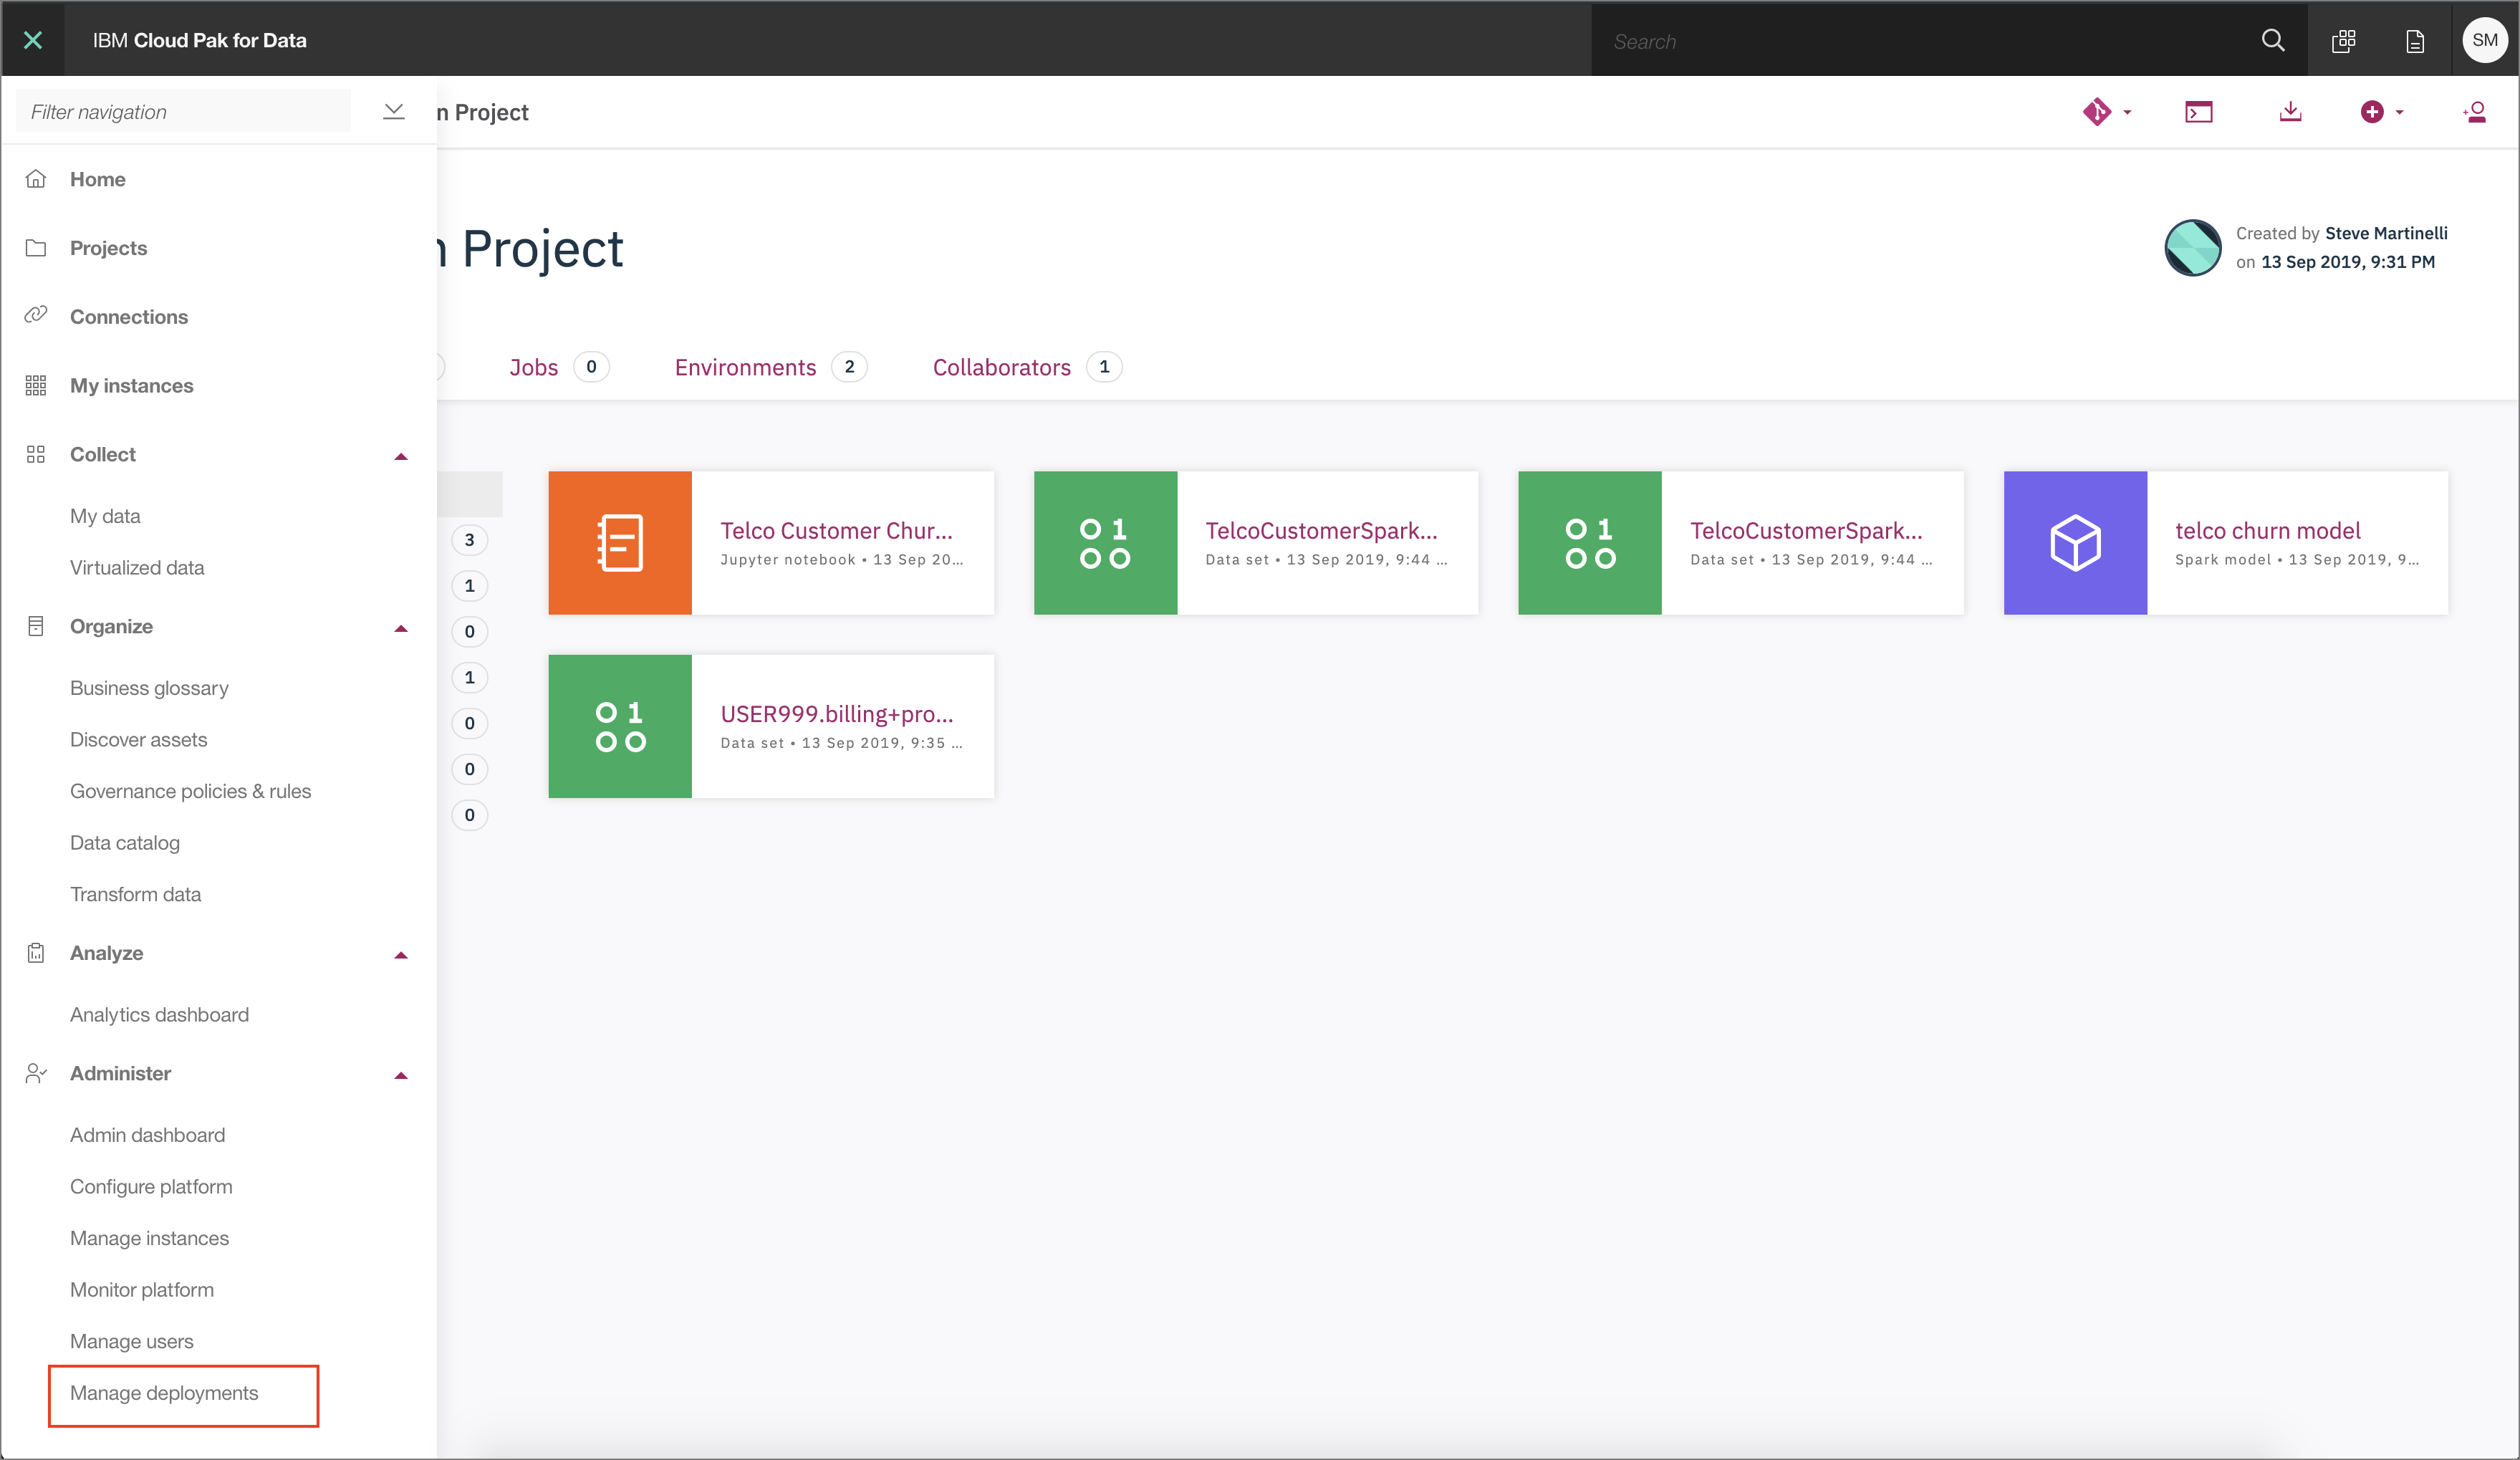 IBM Cloud Pak for Data
Search
SM
Filter navigation
n Project
Home
Projects
Connections
My instances
Collect
My data
Virtualized data
Organize
Business glossary
Discover assets
Governance policies & rules
Data catalog
Transform data
Analyze
Analytics dashboard
Administer
Admin dashboard
Configure platform
Manage instances
Monitor platform
Manage users
Manage deployments
n Project
Created by Steve Martinelli
on 13 Sep 2019, 9:31 PM
Jobs 0 Environments 2 Collaborators 1
3
1
0
1
0
0
0
Telco Customer Chur...
Jupyter notebook • 13 Sep 20...
TelcoCustomerSpark...
Data set • 13 Sep 2019, 9:44 ...
TelcoCustomerSpark...
Data set • 13 Sep 2019, 9:44 ...
telco churn model
Spark model • 13 Sep 2019, 9...
USER999.billing+pro...
Data set • 13 Sep 2019, 9:35 ...